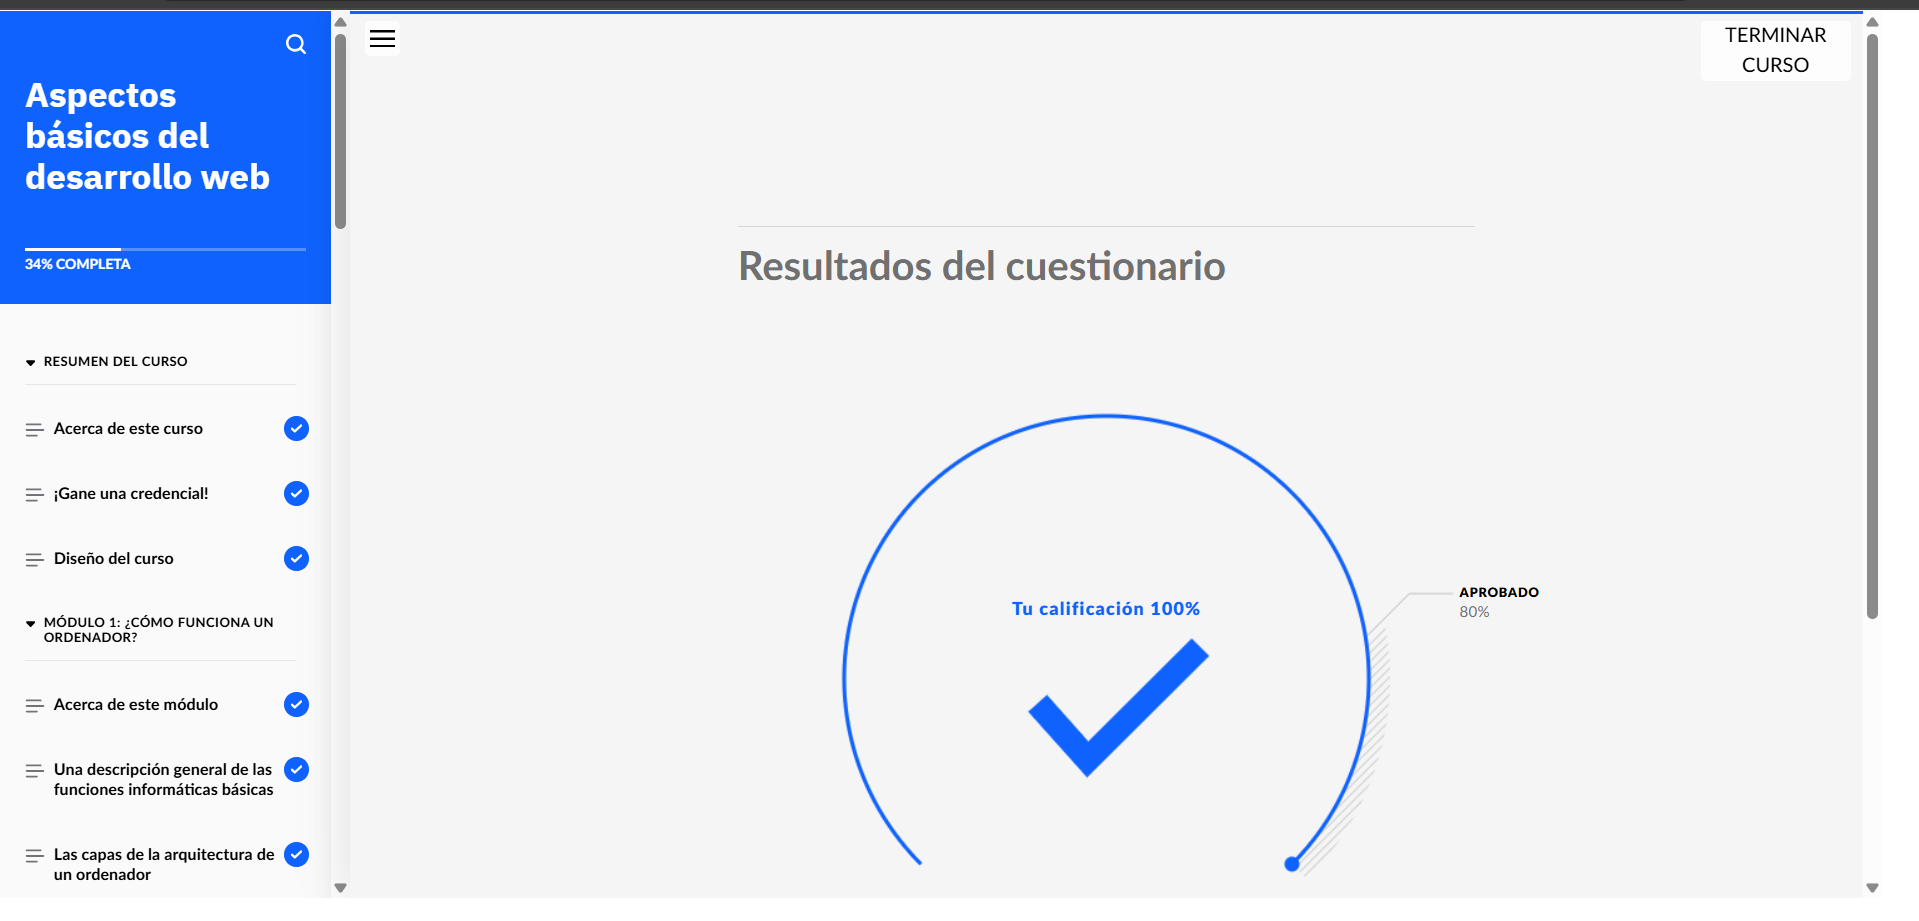 Aspectos
básicos del
desarrollo web
34% COMPLETA
RESUMEN DEL CURSO
Acerca de este curso
¡Gane una credencial!
Diseño del curso
MÓDULO 1: ¿CÓMO FUNCIONA UN
ORDENADOR?
Acerca de este módulo
Una descripción general de las
funciones informáticas básicas
Las capas de la arquitectura de
un ordenador
TERMINAR
CURSO
Resultados del cuestionario
Tu calificación 100%
APROBADO
80%